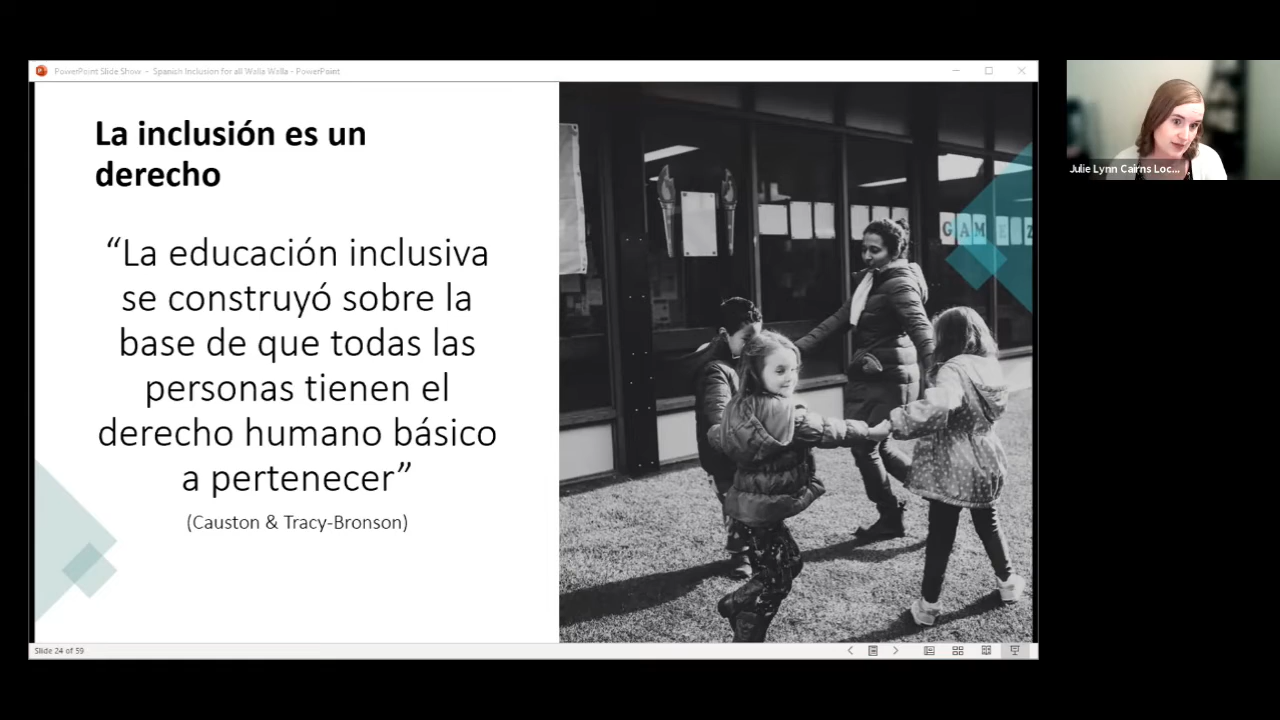 PowerPoint Slide Show - Spanish Inclusion for all Walla Walla - PowerPoint
La inclusión es un
derecho
“La educación inclusiva
se construyó sobre la
base de que todas las
personas tienen el
derecho humano básico
a pertenecer”
(Causton & Tracy-Bronson)
GAM
Slide 24 of 59
Julie Lynn Cairns Loc...